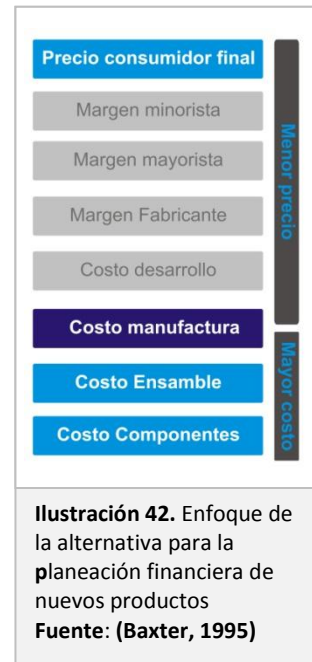 Precio consumidor final
Margen minorista
Margen mayorista
Margen Fabricante
Costo desarrollo
Costo manufactura
Costo Ensamble
Costo Componentes
Menor precio
Mayor costo
Ilustración 42. Enfoque de
la alternativa para la
planeación financiera de
nuevos productos
Fuente: (Baxter, 1995)